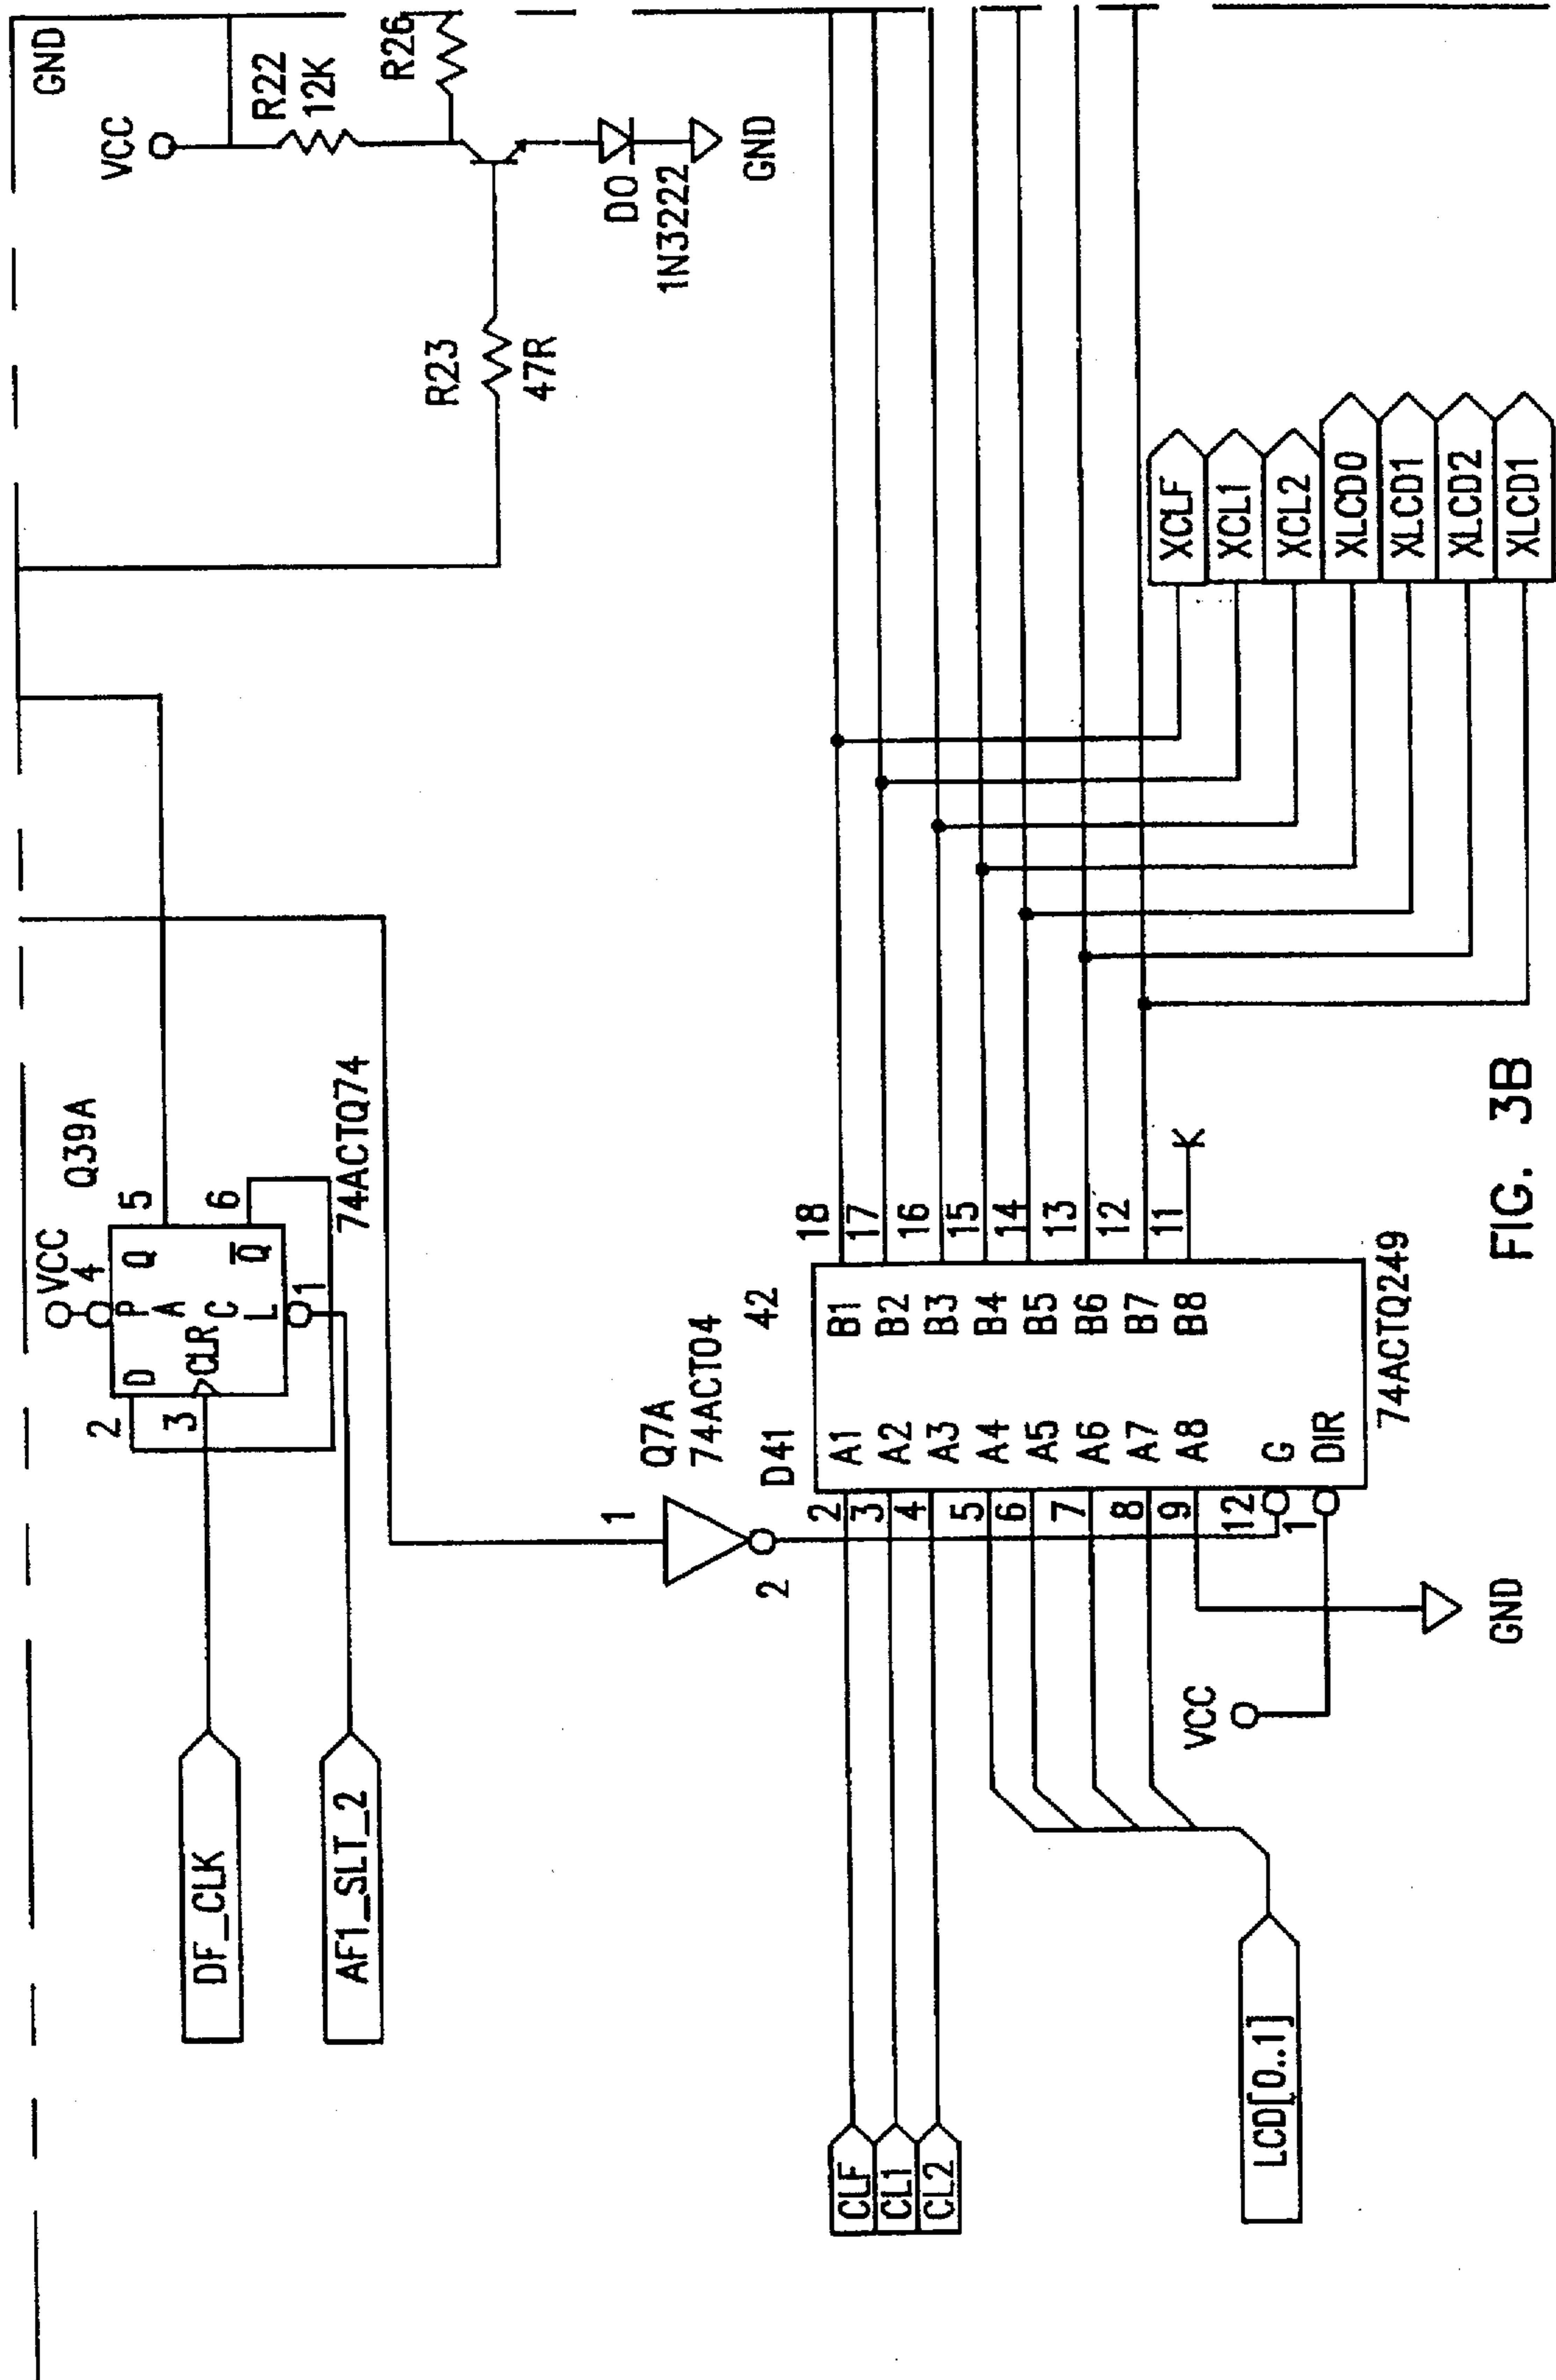 GND
VCC
R22
12K
R26
R23
47R
DO
1N3222
GND
VCC
4
Q39A
2
D
P
Q
5
A
3
CLR
C
Q
6
L
1
74ACTQ74
DF_CLK
AF1_SLT_2
1
Q7A
74ACT04
2
D41
42
CLF
CL1
CL2
2
A1
B1
18
3
A2
B2
17
4
A3
B3
16
5
A4
B4
15
6
A5
B5
14
7
A6
B6
13
8
A7
B7
12
9
A8
B8
11
K
12
G
1
DIR
74ACTQ249
VCC
GND
LCD[0..1]
XCLF
XCL1
XCL2
XLCD0
XLCD1
XLCD2
XLCD1
FIG. 3B